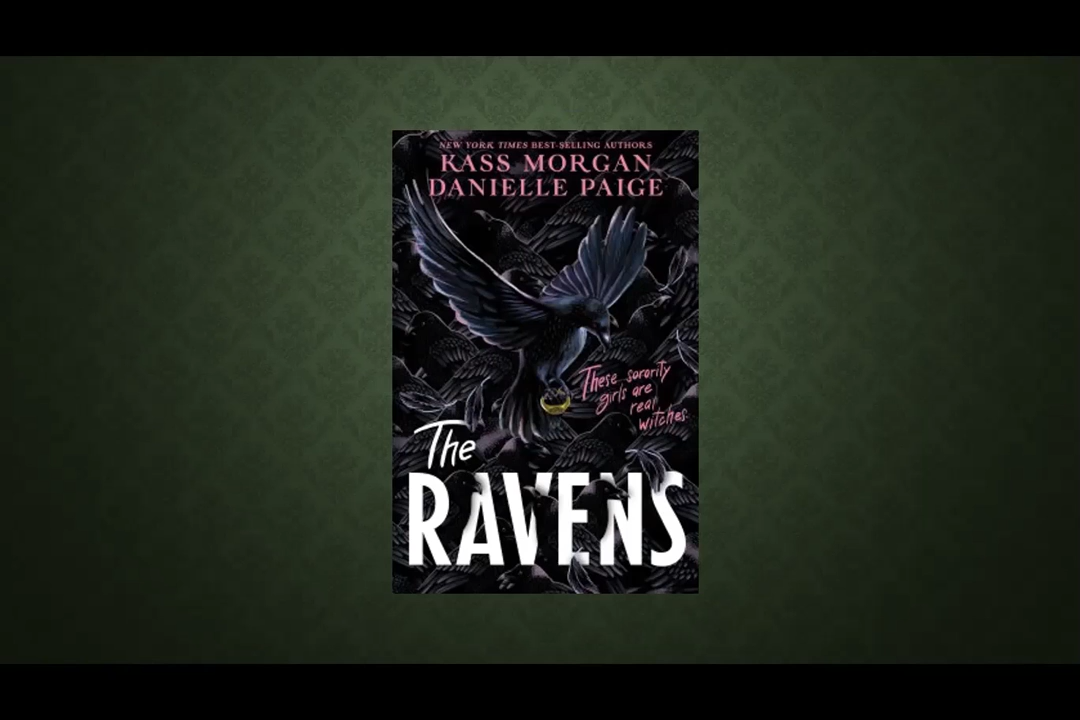 NEW YORK TIMES BEST-SELLING AUTHORS
KASS MORGAN
DANIELLE PAIGE
These sorority
girls are
real
witches.
The
RAVENS